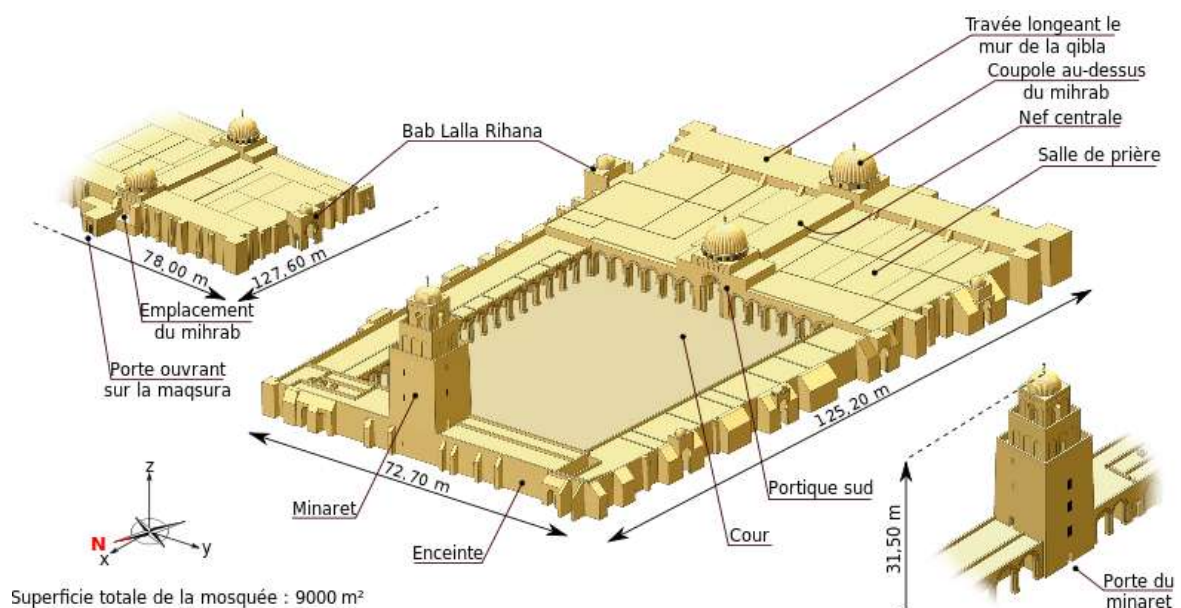 Travée longeant le
mur de la qibla
Coupole au-dessus
du mihrab
Nef centrale
Salle de prière
Bab Lalla Rihana
78,00 m
127,60 m
Emplacement
du mihrab
Porte ouvrant
sur la maqsura
125,20 m
72,70 m
Minaret
Enceinte
Portique sud
Cour
31,50 m
Porte du
minaret
z
N
x
y
Superficie totale de la mosquée : 9000 m²